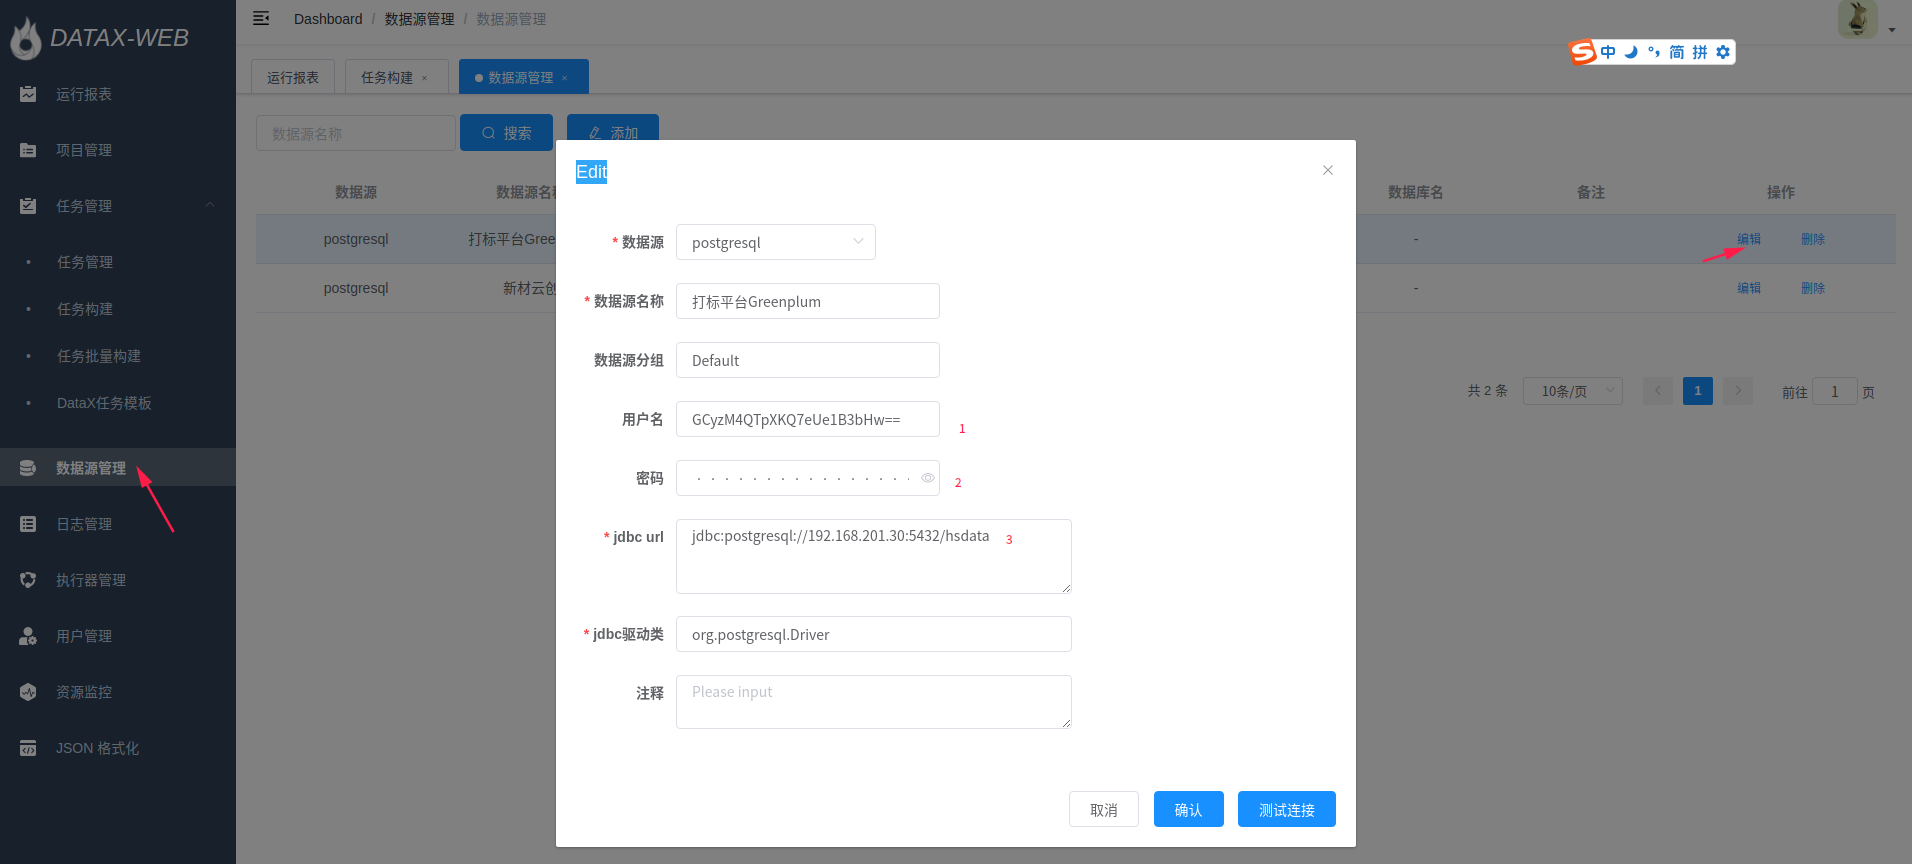 DATAX-WEB
Dashboard / 数据源管理 / 数据源管理
中 °, 简 拼
运行报表 任务构建 × 数据源管理 ×
数据源名称 搜索 添加
运行报表
项目管理
任务管理
任务管理
任务构建
任务批量构建
DataX任务模板
数据源管理
日志管理
执行器管理
用户管理
资源监控
JSON 格式化
数据源 数据源名称 数据库名 备注 操作
postgresql 打标平台Gree - 编辑 删除
postgresql 新材云创 - 编辑 删除
共 2 条 10条/页 1 前往 1 页
Edit
* 数据源 postgresql
* 数据源名称 打标平台Greenplum
数据源分组 Default
用户名 GCyzM4QTpXKQ7eUe1B3bHw== 1
密码 · · · · · · · · · · · · · · · · 2
* jdbc url jdbc:postgresql://192.168.201.30:5432/hsdata 3
* jdbc驱动类 org.postgresql.Driver
注释 Please input
取消 确认 测试连接